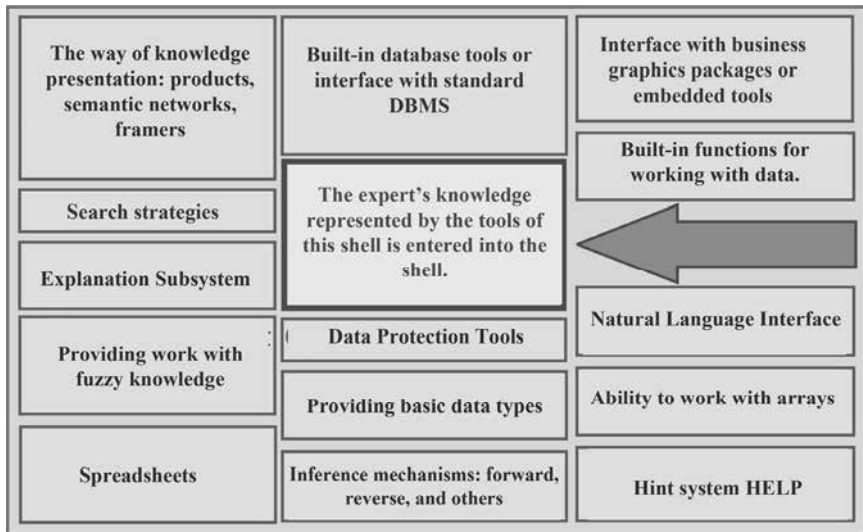 The way of knowledge
presentation: products,
semantic networks,
framers
Search strategies
Explanation Subsystem
Providing work with
fuzzy knowledge
Spreadsheets
Built-in database tools or
interface with standard
DBMS
The expert's knowledge
represented by the tools of
this shell is entered into the
shell.
Data Protection Tools
Providing basic data types
Inference mechanisms: forward,
reverse, and others
Interface with business
graphics packages or
embedded tools
Built-in functions for
working with data.
Natural Language Interface
Ability to work with arrays
Hint system HELP